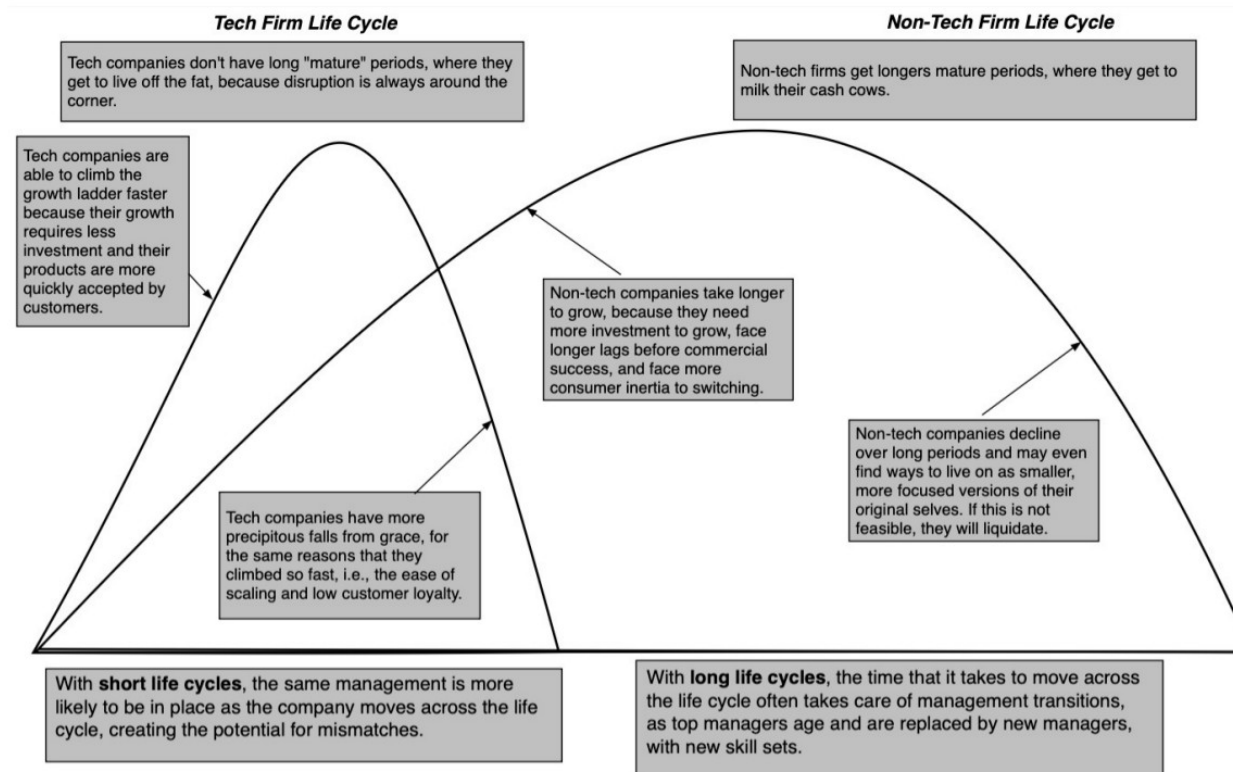 Tech Firm Life Cycle
Non-Tech Firm Life Cycle
Tech companies don't have long "mature" periods, where they
get to live off the fat, because disruption is always around the
corner.
Non-tech firms get longers mature periods, where they get to
milk their cash cows.
Tech companies are
able to climb the
growth ladder faster
because their growth
requires less
investment and their
products are more
quickly accepted by
customers.
Non-tech companies take longer
to grow, because they need
more investment to grow, face
longer lags before commercial
success, and face more
consumer inertia to switching.
Non-tech companies decline
over long periods and may even
find ways to live on as smaller,
more focused versions of their
original selves. If this is not
feasible, they will liquidate.
Tech companies have more
precipitous falls from grace, for
the same reasons that they
climbed so fast, i.e., the ease of
scaling and low customer loyalty.
With short life cycles, the same management is more
likely to be in place as the company moves across the life
cycle, creating the potential for mismatches.
With long life cycles, the time that it takes to move across
the life cycle often takes care of management transitions,
as top managers age and are replaced by new managers,
with new skill sets.